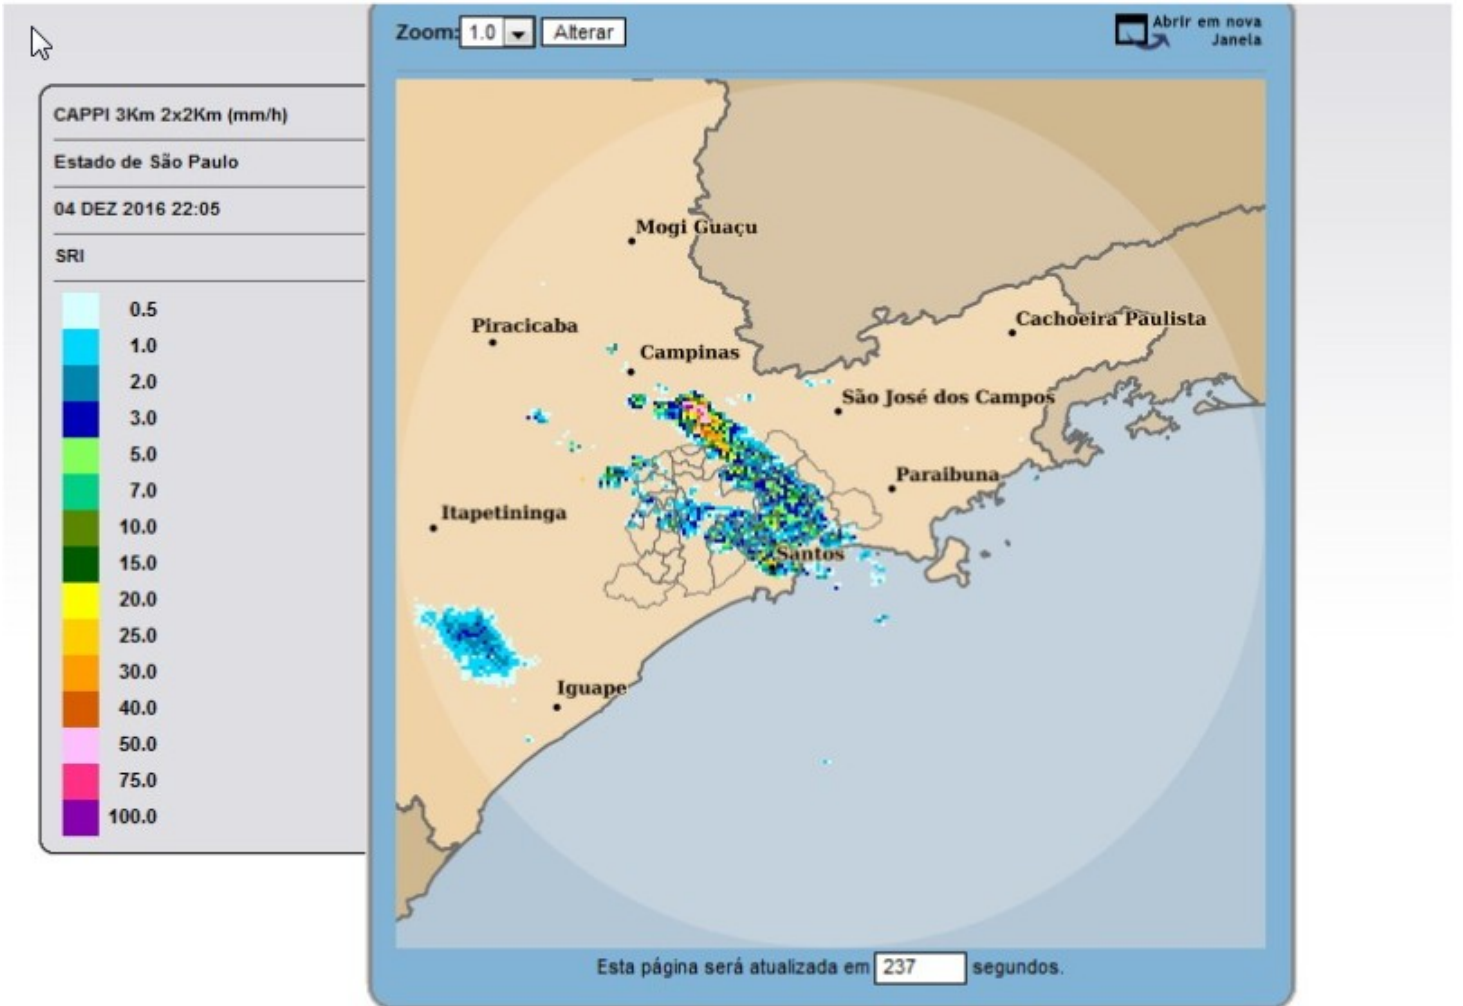 Zoom: 1.0 Alterar
Abrir em nova
Janela
CAPPI 3Km 2x2Km (mm/h)
Estado de São Paulo
04 DEZ 2016 22:05
SRI
0.5
1.0
2.0
3.0
5.0
7.0
10.0
15.0
20.0
25.0
30.0
40.0
50.0
75.0
100.0
Mogi Guaçu
Cachoeira Paulista
Piracicaba
Campinas
São José dos Campos
Paraibuna
Itapetininga
Santos
Iguape
Esta página será atualizada em 237 segundos.